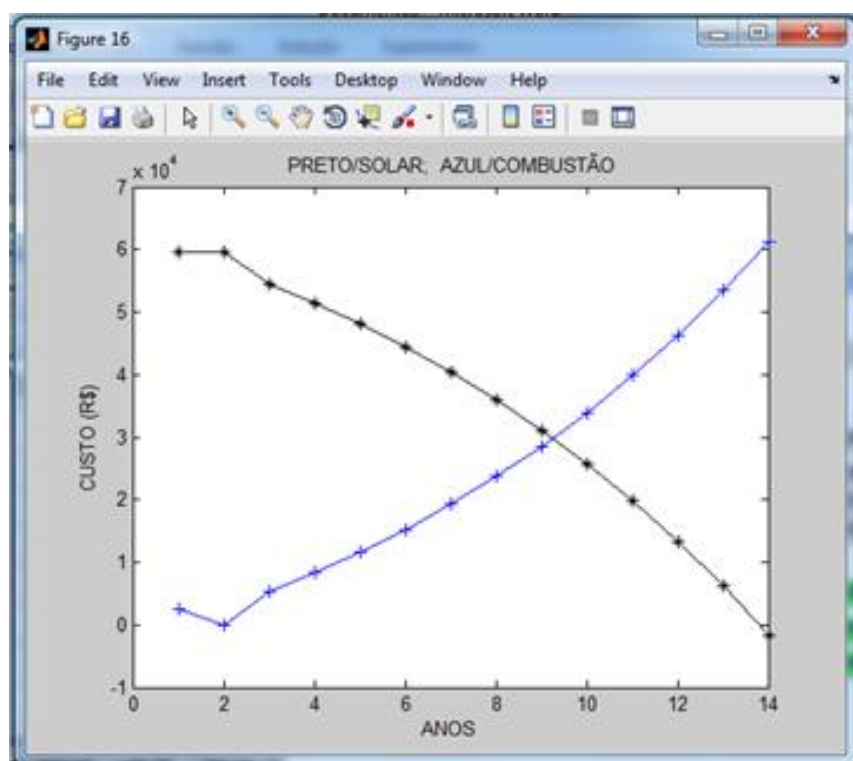 Figure 16
File Edit View Insert Tools Desktop Window Help
x 10^4
PRETO/SOLAR; AZUL/COMBUSTÃO
7
6
5
4
3
2
1
0
-1
CUSTO (R$)
0 2 4 6 8 10 12 14
ANOS